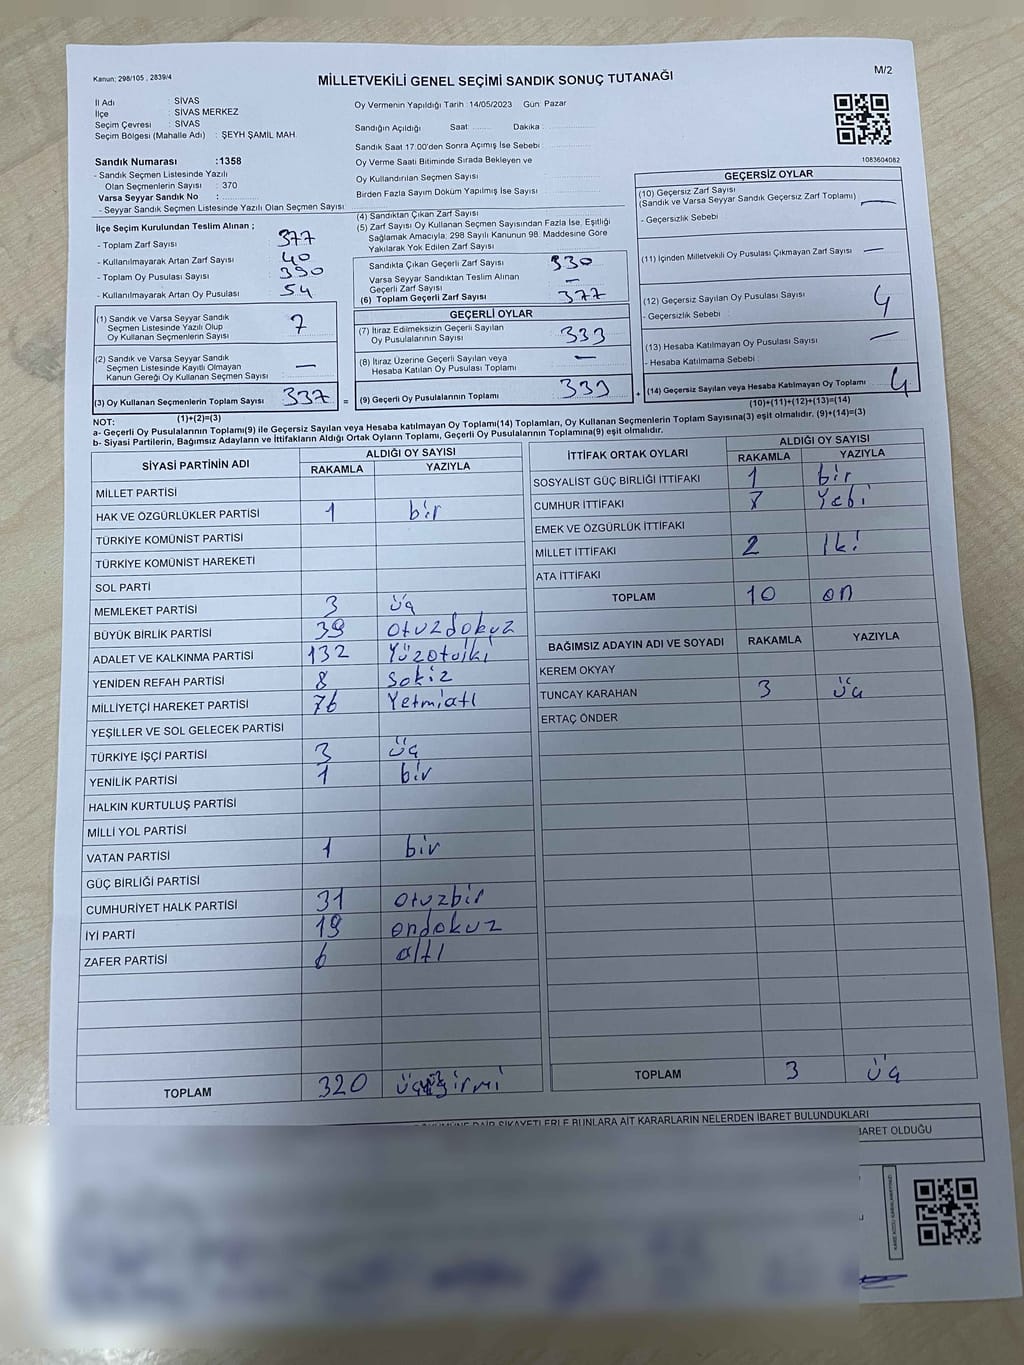 Kanun; 298/105 , 2839/4
MİLLETVEKİLİ GENEL SEÇİMİ SANDIK SONUÇ TUTANAĞI
M/2
İl Adı : SİVAS
İlçe : SİVAS MERKEZ
Seçim Çevresi : SİVAS
Seçim Bölgesi (Mahalle Adı) : ŞEYH ŞAMİL MAH.
Sandık Numarası :1358
- Sandık Seçmen Listesinde Yazılı
Olan Seçmenlerin Sayısı : 370
Varsa Seyyar Sandık No :
- Seyyar Sandık Seçmen Listesinde Yazılı Olan Seçmen Sayısı
Oy Vermenin Yapıldığı Tarih :14/05/2023 Gün: Pazar
Sandığın Açıldığı Saat: Dakika :
Sandık Saat 17:00'den Sonra Açımış İse Sebebi :
Oy Verme Saati Bitiminde Sırada Bekleyen ve
Oy Kullandırılan Seçmen Sayısı
Birden Fazla Sayım Döküm Yapılmış İse Sayısı
1083604082
İlçe Seçim Kurulundan Teslim Alınan ;
- Toplam Zarf Sayısı 377
- Kullanılmayarak Artan Zarf Sayısı 40
- Toplam Oy Pusulası Sayısı 390
- Kullanılmayarak Artan Oy Pusulası 54
(1) Sandık ve Varsa Seyyar Sandık
Seçmen Listesinde Yazılı Olup
Oy Kullanan Seçmenlerin Sayısı 7
(2) Sandık ve Varsa Seyyar Sandık
Seçmen Listesinde Kayıtlı Olmayan
Kanun Gereği Oy Kullanan Seçmen Sayısı —
(3) Oy Kullanan Seçmenlerin Toplam Sayısı 337 =
(1)+(2)=(3)
(4) Sandıktan Çıkan Zarf Sayısı
(5) Zarf Sayısı Oy Kullanan Seçmen Sayısından Fazla İse, Eşitliği
Sağlamak Amacıyla; 298 Sayılı Kanunun 98. Maddesine Göre
Yakılarak Yok Edilen Zarf Sayısı
Sandıkta Çıkan Geçerli Zarf Sayısı 330
Varsa Seyyar Sandıktan Teslim Alınan
Geçerli Zarf Sayısı —
(6) Toplam Geçerli Zarf Sayısı 377
GEÇERLİ OYLAR
(7) İtiraz Edilmeksizin Geçerli Sayılan
Oy Pusulalarının Toplamı 333
(8) İtiraz Üzerine Geçerli Sayılan veya
Hesaba Katılan Oy Pusulası Toplamı —
(9) Geçerli Oy Pusulalarının Toplamı 333 +
GEÇERSİZ OYLAR
(10) Geçersiz Zarf Sayısı
(Sandık ve Varsa Seyyar Sandık Geçersiz Zarf Toplamı) —
- Geçersizlik Sebebi
(11) İçinden Milletvekili Oy Pusulası Çıkmayan Zarf Sayısı —
(12) Geçersiz Sayılan Oy Pusulası Sayısı 4
- Geçersizlik Sebebi :
(13) Hesaba Katılmayan Oy Pusulası Sayısı —
- Hesaba Katılmama Sebebi :
(14) Geçersiz Sayılan veya Hesaba Katılmayan Oy Toplamı 4
(10)+(11)+(12)+(13)=(14)
NOT:
a- Geçerli Oy Pusulalarının Toplamı(9) ile Geçersiz Sayılan veya Hesaba katılmayan Oy Toplamı(14) Toplamları, Oy Kullanan Seçmenlerin Toplam Sayısına(3) eşit olmalıdır. (9)+(14)=(3)
b- Siyasi Partilerin, Bağımsız Adayların ve İttifakların Aldığı Ortak Oyların Toplamı, Geçerli Oy Pusulalarının Toplamına(9) eşit olmalıdır.
SİYASİ PARTİNİN ADI ALDIĞI OY SAYISI
RAKAMLA YAZIYLA
MİLLET PARTİSİ
HAK VE ÖZGÜRLÜKLER PARTİSİ 1 bir
TÜRKİYE KOMÜNİST PARTİSİ
TÜRKİYE KOMÜNİST HAREKETİ
SOL PARTİ
MEMLEKET PARTİSİ 3 üç
BÜYÜK BİRLİK PARTİSİ 39 otuzdokuz
ADALET VE KALKINMA PARTİSİ 132 Yüzotuiki
YENİDEN REFAH PARTİSİ 8 sekiz
MİLLİYETÇİ HAREKET PARTİSİ 76 Yetmiatı
YEŞİLLER VE SOL GELECEK PARTİSİ
TÜRKİYE İŞÇİ PARTİSİ 3 üç
YENİLİK PARTİSİ 1 bir
HALKIN KURTULUŞ PARTİSİ
MİLLİ YOL PARTİSİ
VATAN PARTİSİ 1 bir
GÜÇ BİRLİĞİ PARTİSİ
CUMHURİYET HALK PARTİSİ 31 otuzbir
İYİ PARTİ 19 ondokuz
ZAFER PARTİSİ 6 altı
TOPLAM 320
İTTİFAK ORTAK OYLARI ALDIĞI OY SAYISI
RAKAMLA YAZIYLA
SOSYALİST GÜÇ BİRLİĞİ İTTİFAKI 1 bir
CUMHUR İTTİFAKI 7 Yedi
EMEK VE ÖZGÜRLÜK İTTİFAKI
MİLLET İTTİFAKI 2 iki
ATA İTTİFAKI
TOPLAM 10 on
BAĞIMSIZ ADAYIN ADI VE SOYADI RAKAMLA YAZIYLA
KEREM OKYAY
TUNCAY KARAHAN 3 üç
ERTAÇ ÖNDER
TOPLAM 3 üç
DAİR ŞİKAYETLERLE BUNLARA AİT KARARLARIN NELERDEN İBARET BULUNDUKLARI
BARET OLDUĞU